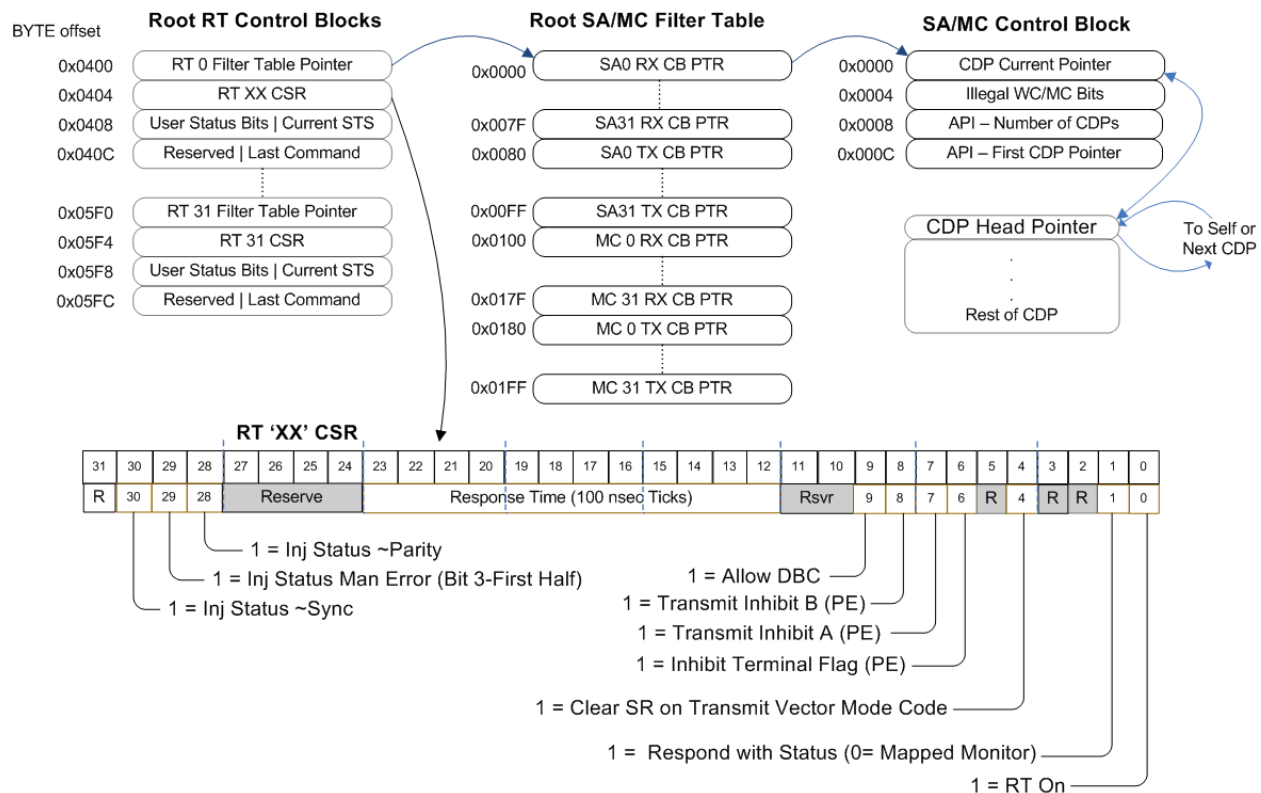 Root RT Control Blocks
BYTE offset
0x0400 RT 0 Filter Table Pointer
0x0404 RT XX CSR
0x0408 User Status Bits | Current STS
0x040C Reserved | Last Command
0x05F0 RT 31 Filter Table Pointer
0x05F4 RT 31 CSR
0x05F8 User Status Bits | Current STS
0x05FC Reserved | Last Command
Root SA/MC Filter Table
0x0000 SA0 RX CB PTR
0x007F SA31 RX CB PTR
0x0080 SA0 TX CB PTR
0x00FF SA31 TX CB PTR
0x0100 MC 0 RX CB PTR
0x017F MC 31 RX CB PTR
0x0180 MC 0 TX CB PTR
0x01FF MC 31 TX CB PTR
SA/MC Control Block
0x0000 CDP Current Pointer
0x0004 Illegal WC/MC Bits
0x0008 API – Number of CDPs
0x000C API – First CDP Pointer
CDP Head Pointer
.
.
.
Rest of CDP
To Self or
Next CDP
RT ‘XX’ CSR
31 30 29 28 27 26 25 24 23 22 21 20 19 18 17 16 15 14 13 12 11 10 9 8 7 6 5 4 3 2 1 0
R 30 29 28 Reserve Response Time (100 nsec Ticks) Rsvr 9 8 7 6 R 4 R R 1 0
1 = Inj Status ~Parity
1 = Inj Status Man Error (Bit 3-First Half)
1 = Inj Status ~Sync
1 = Allow DBC
1 = Transmit Inhibit B (PE)
1 = Transmit Inhibit A (PE)
1 = Inhibit Terminal Flag (PE)
1 = Clear SR on Transmit Vector Mode Code
1 = Respond with Status (0= Mapped Monitor)
1 = RT On